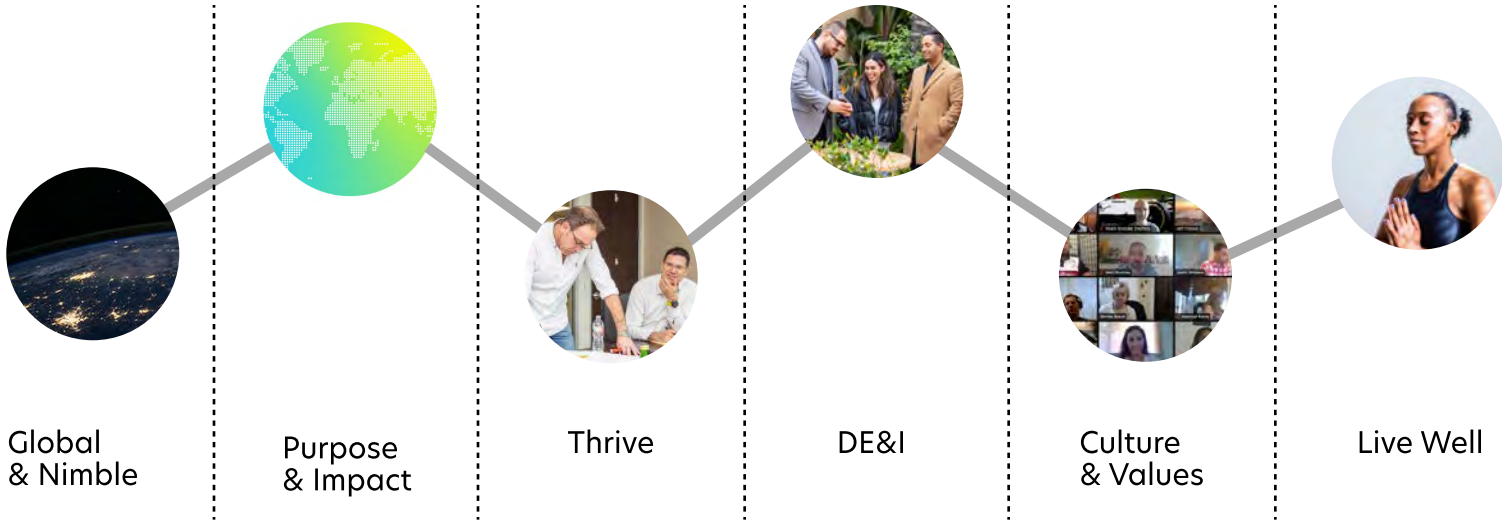 Global
& Nimble
Purpose
& Impact
Thrive
DE&I
Culture
& Values
Live Well